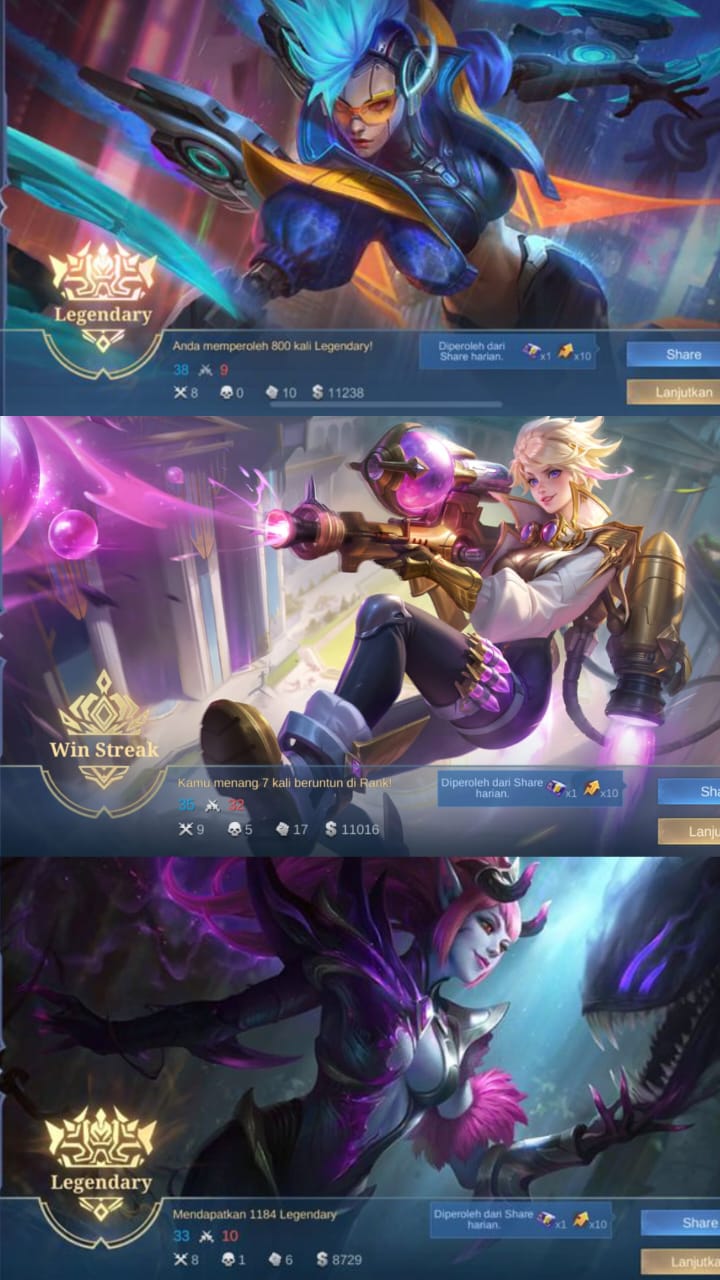 Legendary
Anda memperoleh 800 kali Legendary!
38 9
8 0 10 11238
Diperoleh dari
Share harian.
x1 x10
Share
Lanjutkan
Win Streak
Kamu menang 7 kali beruntun di Rank!
35 32
9 5 17 11016
Diperoleh dari Share
harian.
x1 x10
Sha
Lanju
Legendary
Mendapatkan 1184 Legendary
33 10
8 1 6 8729
Diperoleh dari Share
harian.
x1 x10
Share
Lanjutka